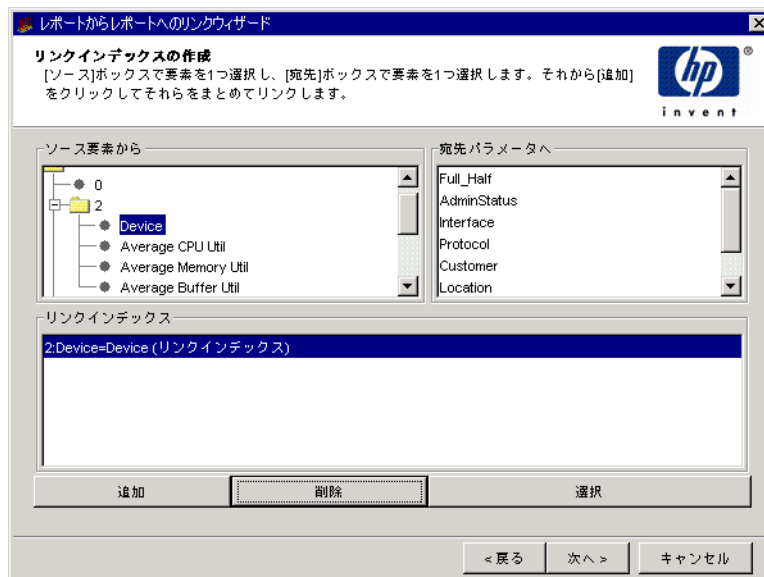 レポートからレポートへのリンクウィザード
リンクインデックスの作成
[ソース]ボックスで要素を1つ選択し、[宛先]ボックスで要素を1つ選択します。それから[追加]
をクリックしてそれらをまとめてリンクします。
hp
®
invent
ソース要素から
0
2
Device
Average CPU Util
Average Memory Util
Average Buffer Util
宛先パラメータへ
Full_Half
AdminStatus
Interface
Protocol
Customer
Location
リンクインデックス
2:Device=Device (リンクインデックス)
追加
削除
選択
<戻る
次へ>
キャンセル